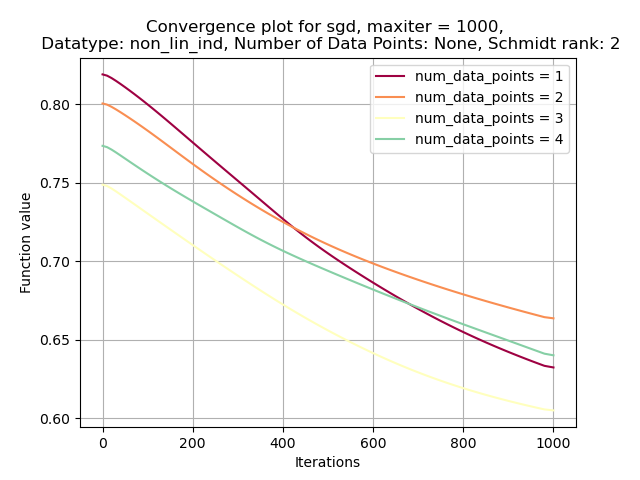 Convergence plot for sgd, maxiter = 1000,
Datatype: non_lin_ind, Number of Data Points: None, Schmidt rank: 2
num_data_points = 1
num_data_points = 2
num_data_points = 3
num_data_points = 4
Function value
0.80
0.75
0.70
0.65
0.60
0 200 400 600 800 1000
Iterations